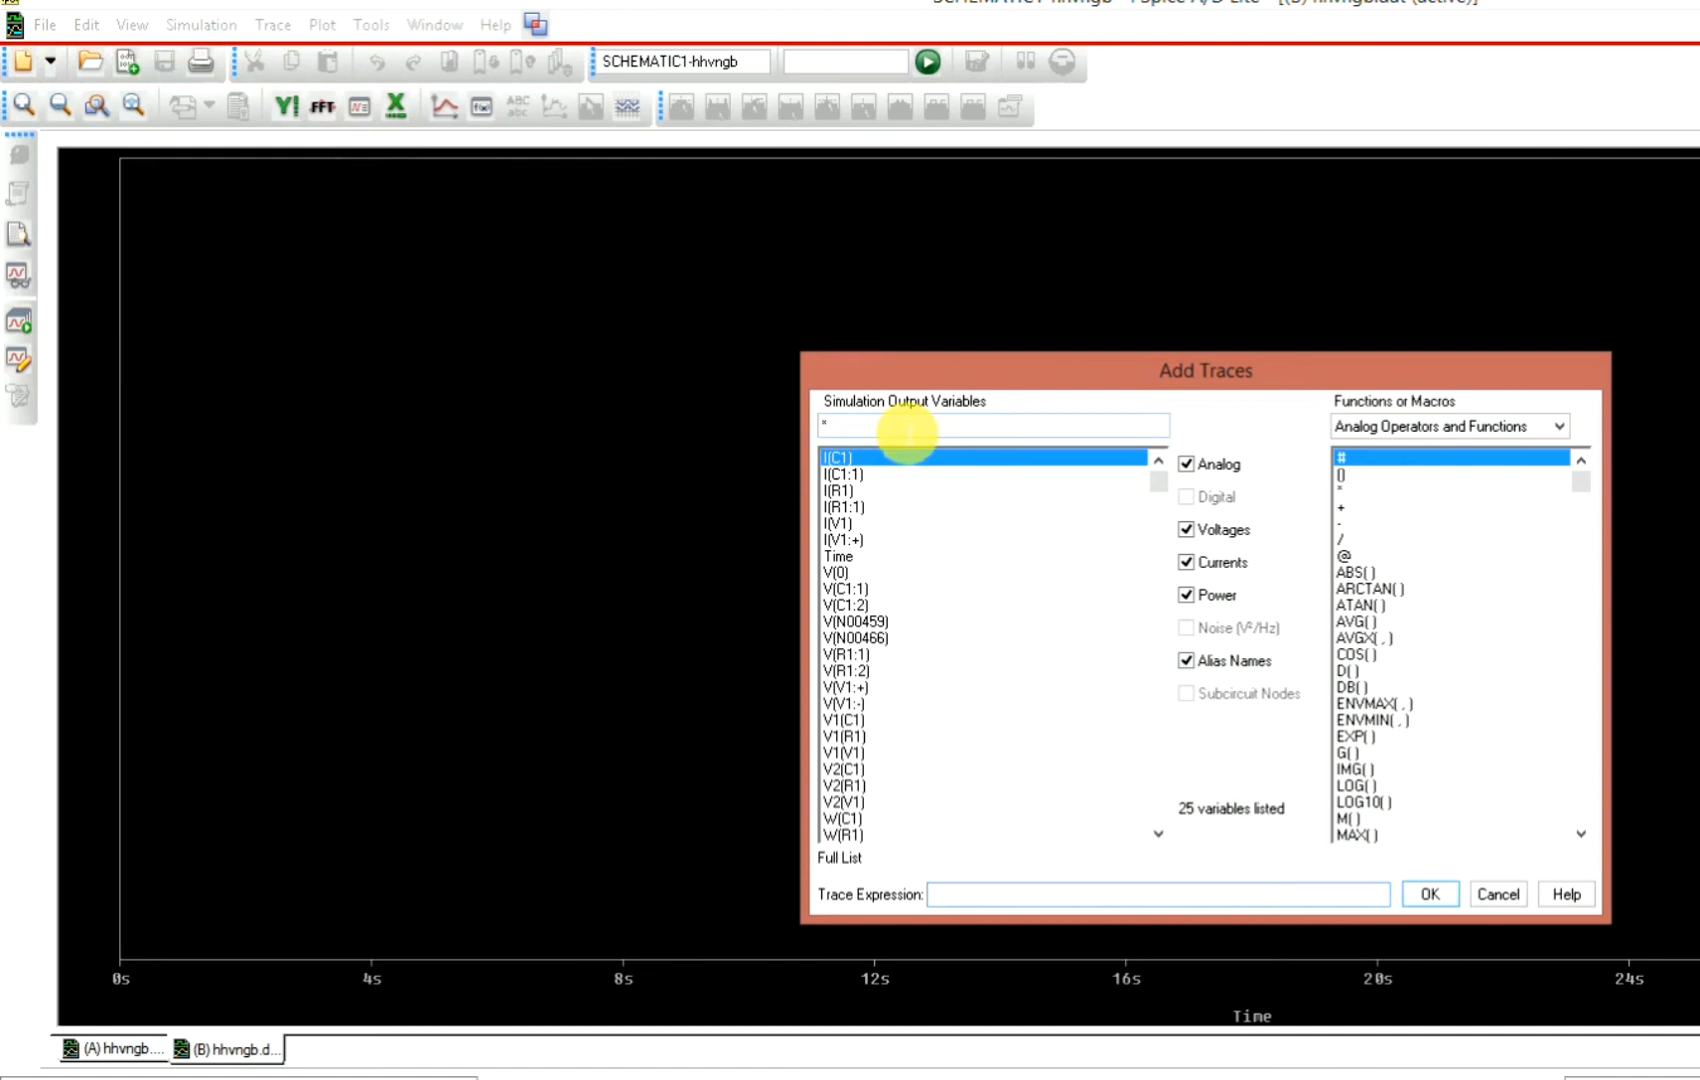 File Edit View Simulation Trace Plot Tools Window Help
SCHEMATIC1-hhvngb
Add Traces
Simulation Output Variables
*
I(C1)
I(C1:1)
I(R1)
I(R1:1)
I(V1)
I(V1:+)
Time
V(0)
V(C1:1)
V(C1:2)
V(N00459)
V(N00466)
V(R1:1)
V(R1:2)
V(V1:+)
V(V1:-)
V1(C1)
V1(R1)
V1(V1)
V2(C1)
V2(R1)
V2(V1)
W(C1)
W(R1)
Full List
Analog
Digital
Voltages
Currents
Power
Noise (V²/Hz)
Alias Names
Subcircuit Nodes
25 variables listed
Functions or Macros
Analog Operators and Functions
#
()
*
+
-
/
@
ABS()
ARCTAN()
ATAN()
AVG()
AVGX(,)
COS()
D()
DB()
ENVMAX(,)
ENVMIN(,)
EXP()
G()
IMG()
LOG()
LOG10()
M()
MAX()
Trace Expression:
OK Cancel Help
0s 4s 8s 12s 16s 20s 24s
Time
(A) hhvngb.... (B) hhvngb.d...